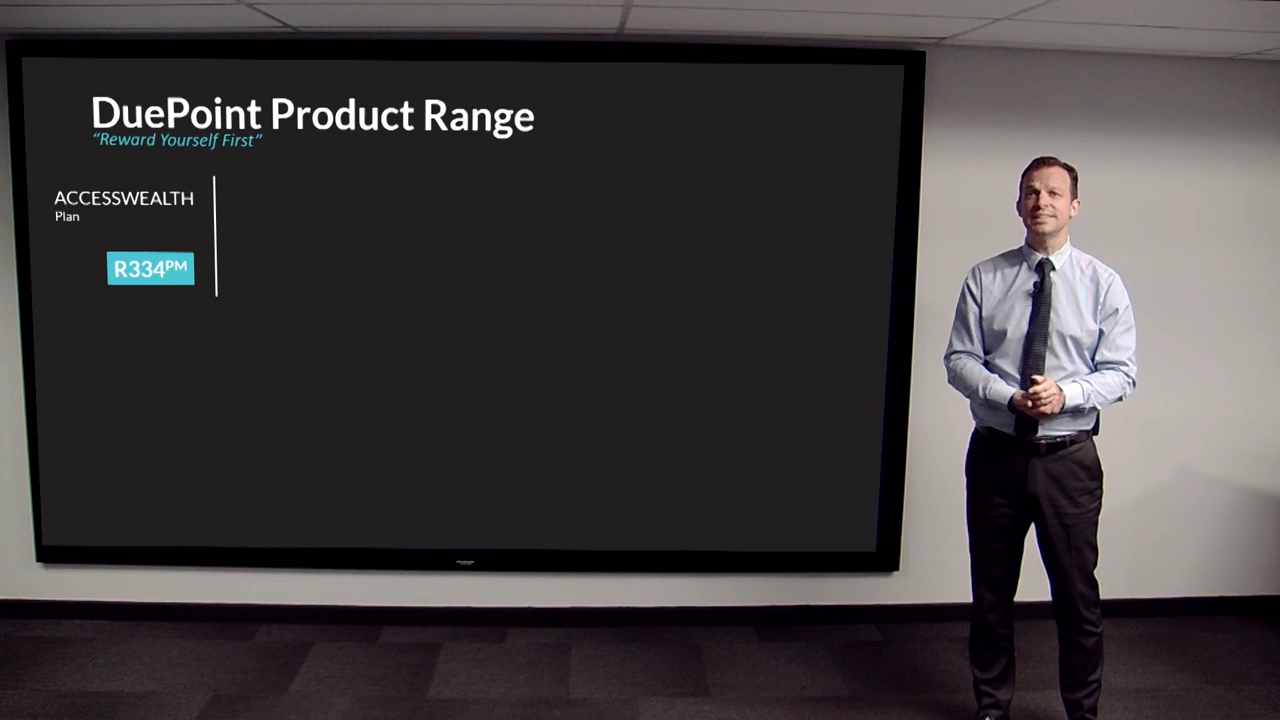 DuePoint Product Range
“Reward Yourself First”
ACCESSWEALTH
Plan
R334PM